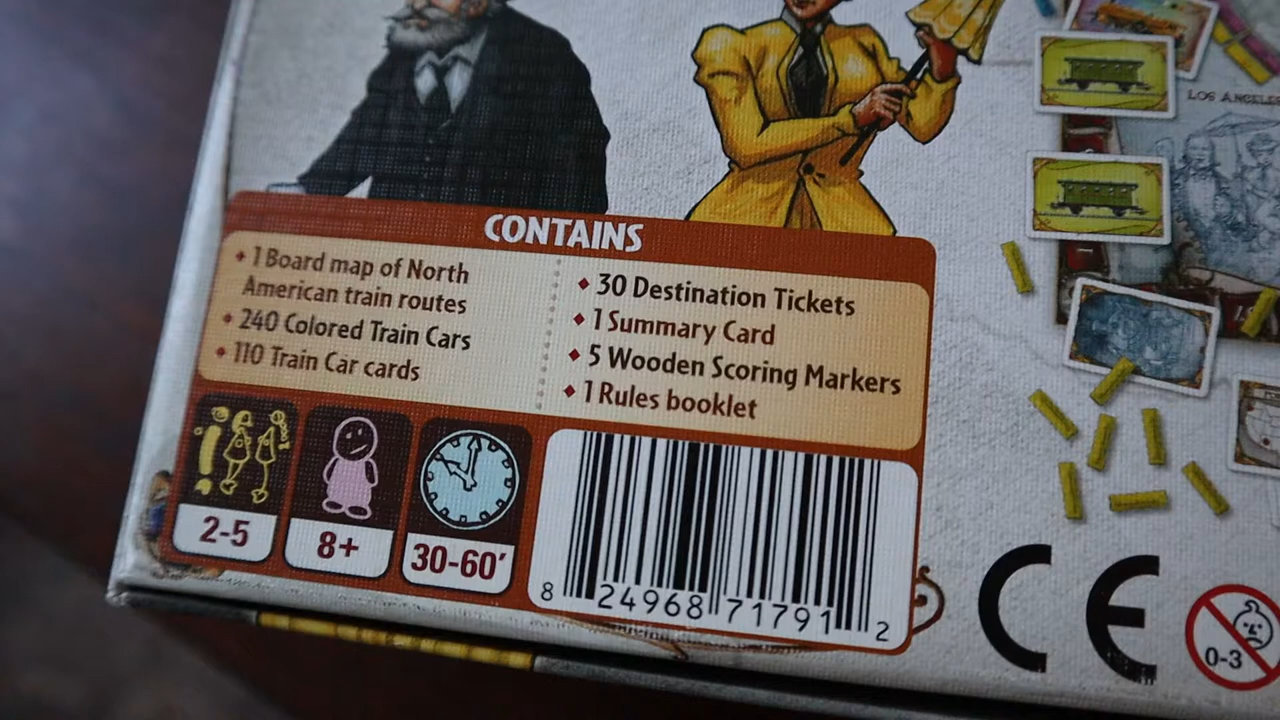 LOS ANGELES
CONTAINS
♦ 1 Board map of North
American train routes
♦ 240 Colored Train Cars
♦ 110 Train Car cards
♦ 30 Destination Tickets
♦ 1 Summary Card
♦ 5 Wooden Scoring Markers
♦ 1 Rules booklet
2-5
8+
30-60′
8 24968 71791 2
CE
0-3